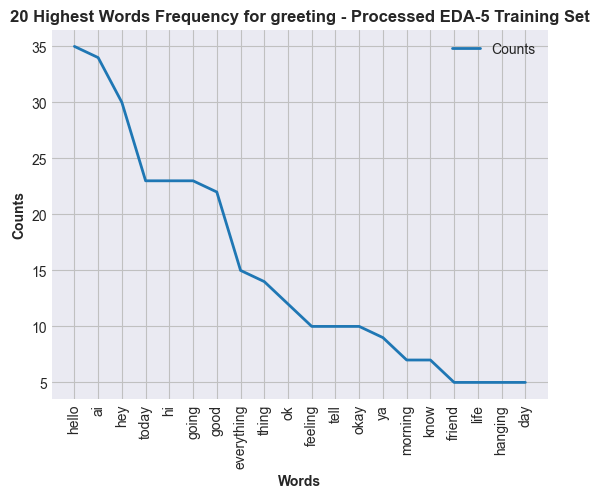 20 Highest Words Frequency for greeting - Processed EDA-5 Training Set
Counts
35
30
25
20
15
10
5
Counts
hello
ai
hey
today
hi
going
good
everything
thing
ok
feeling
tell
okay
ya
morning
know
friend
life
hanging
day
Words